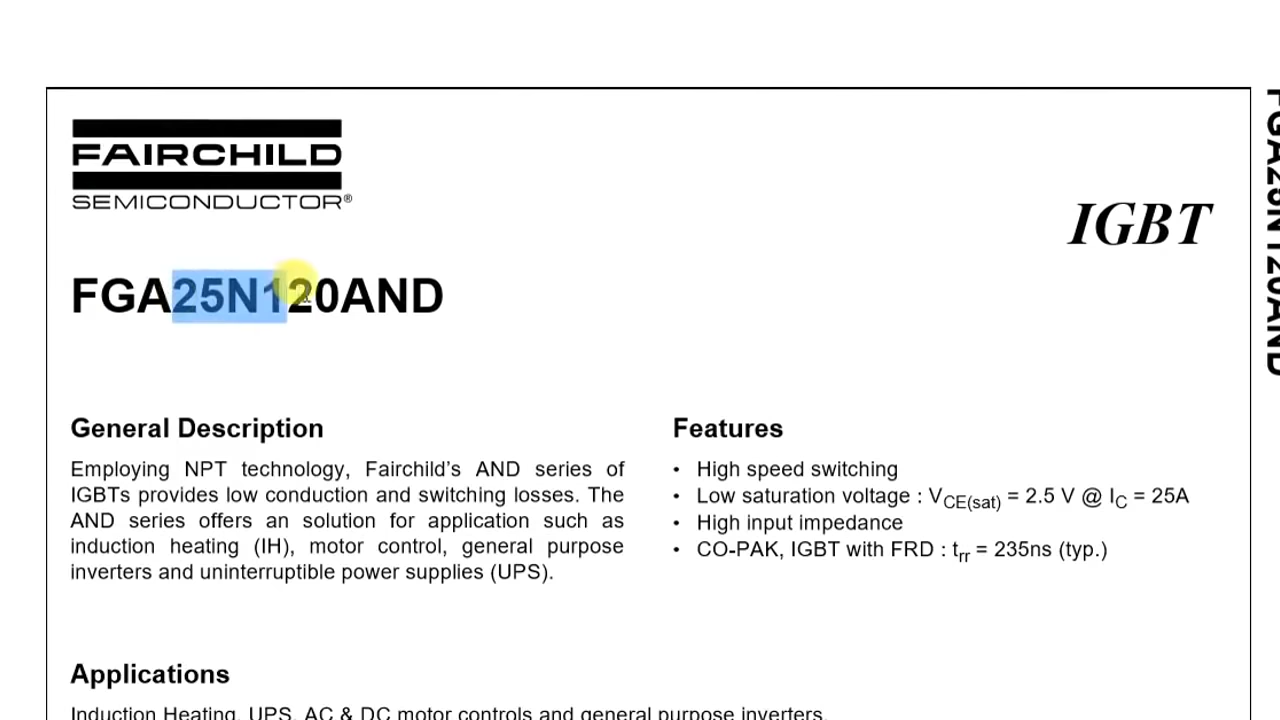 FAIRCHILD
SEMICONDUCTOR®
IGBT
FGA25N120AND
FGA25N120AND
General Description
Employing NPT technology, Fairchild’s AND series of
IGBTs provides low conduction and switching losses. The
AND series offers an solution for application such as
induction heating (IH), motor control, general purpose
inverters and uninterruptible power supplies (UPS).
Features
• High speed switching
• Low saturation voltage : VCE(sat) = 2.5 V @ IC = 25A
• High input impedance
• CO-PAK, IGBT with FRD : trr = 235ns (typ.)
Applications
Induction Heating, UPS, AC & DC motor controls and general purpose inverters.